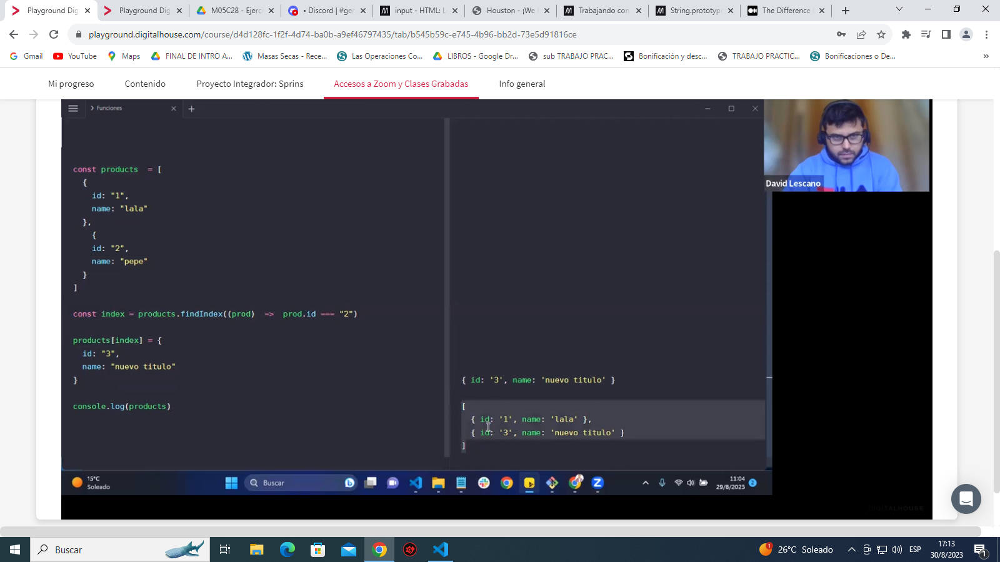 Playground Dig
Playground Dig
M05C28 - Ejerci
• Discord | #ger
input - HTML: L
Houston - ¡We
Trabajando con
String.prototype
The Difference
playground.digitalhouse.com/course/d4d128fc-1f2f-4d74-ba0b-a9ef46797435/tab/b545b59c-e745-4b96-bb2d-73e5d91816ce
Gmail
YouTube
Maps
FINAL DE INTRO A...
Masas Secas - Rece...
Las Operaciones Co...
LIBROS - Google Dr...
sub TRABAJO PRAC...
Bonificación y desc...
TRABAJO PRACTIC...
Bonificaciones o De...
»
Mi progreso
Contenido
Proyecto Integrador: Sprins
Accesos a Zoom y Clases Grabadas
Info general
Funciones
David Lescano
const products = [
{
id: "1",
name: "lala"
},
{
id: "2",
name: "pepe"
}
]
const index = products.findIndex((prod) => prod.id === "2")
products[index] = {
id: "3",
name: "nuevo titulo"
}
console.log(products)
{ id: '3', name: 'nuevo titulo' }
[
{ id: '1', name: 'lala' },
{ id: '3', name: 'nuevo titulo' }
]
15°C
Soleado
Buscar
11:04
29/8/2023
2
DIGITALHOUSE
Buscar
1
26°C Soleado
ESP
17:13
30/8/2023
1